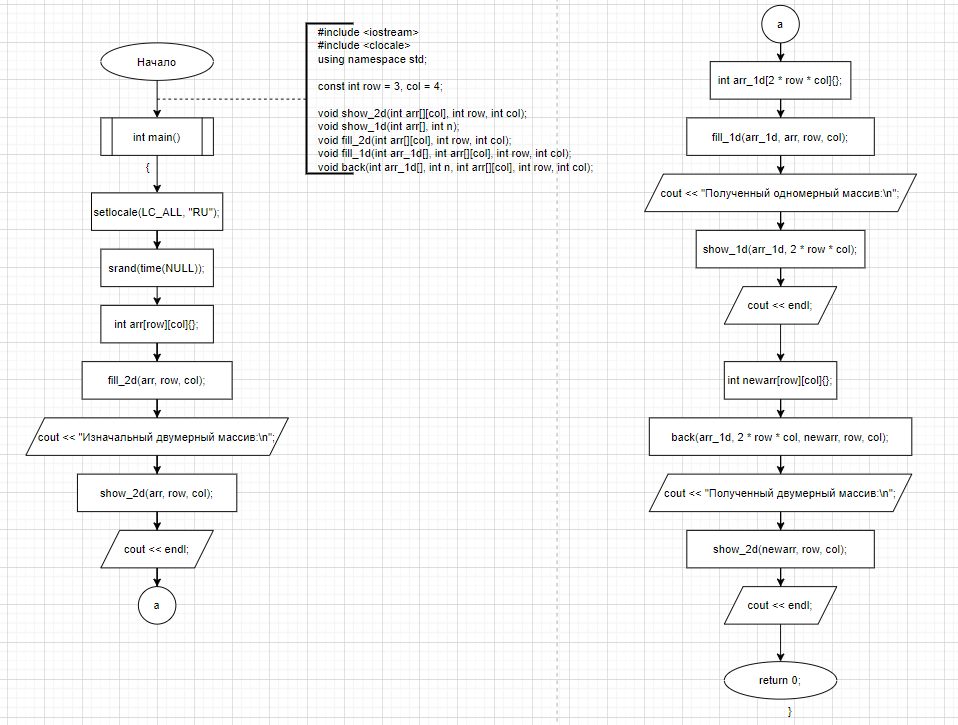 Начало
#include <iostream>
#include <clocale>
using namespace std;
const int row = 3, col = 4;
void show_2d(int arr[][col], int row, int col);
void show_1d(int arr[], int n);
void fill_2d(int arr[][col], int row, int col);
void fill_1d(int arr_1d[], int arr[][col], int row, int col);
void back(int arr_1d[], int n, int arr[][col], int row, int col);
int main()
{
setlocale(LC_ALL, "RU");
srand(time(NULL));
int arr[row][col]{};
fill_2d(arr, row, col);
cout << "Изначальный двумерный массив:\n";
show_2d(arr, row, col);
cout << endl;
a
a
int arr_1d[2 * row * col]{};
fill_1d(arr_1d, arr, row, col);
cout << "Полученный одномерный массив:\n";
show_1d(arr_1d, 2 * row * col);
cout << endl;
int newarr[row][col]{};
back(arr_1d, 2 * row * col, newarr, row, col);
cout << "Полученный двумерный массив:\n";
show_2d(newarr, row, col);
cout << endl;
return 0;
}